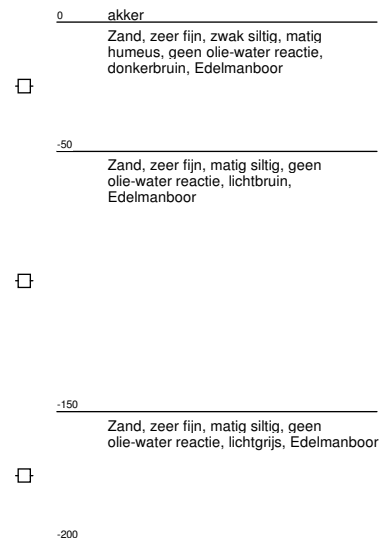 0 akker
Zand, zeer fijn, zwak siltig, matig
humeus, geen olie-water reactie,
donkerbruin, Edelmanboor
-50
Zand, zeer fijn, matig siltig, geen
olie-water reactie, lichtbruin,
Edelmanboor
-150
Zand, zeer fijn, matig siltig, geen
olie-water reactie, lichtgrijs, Edelmanboor
-200